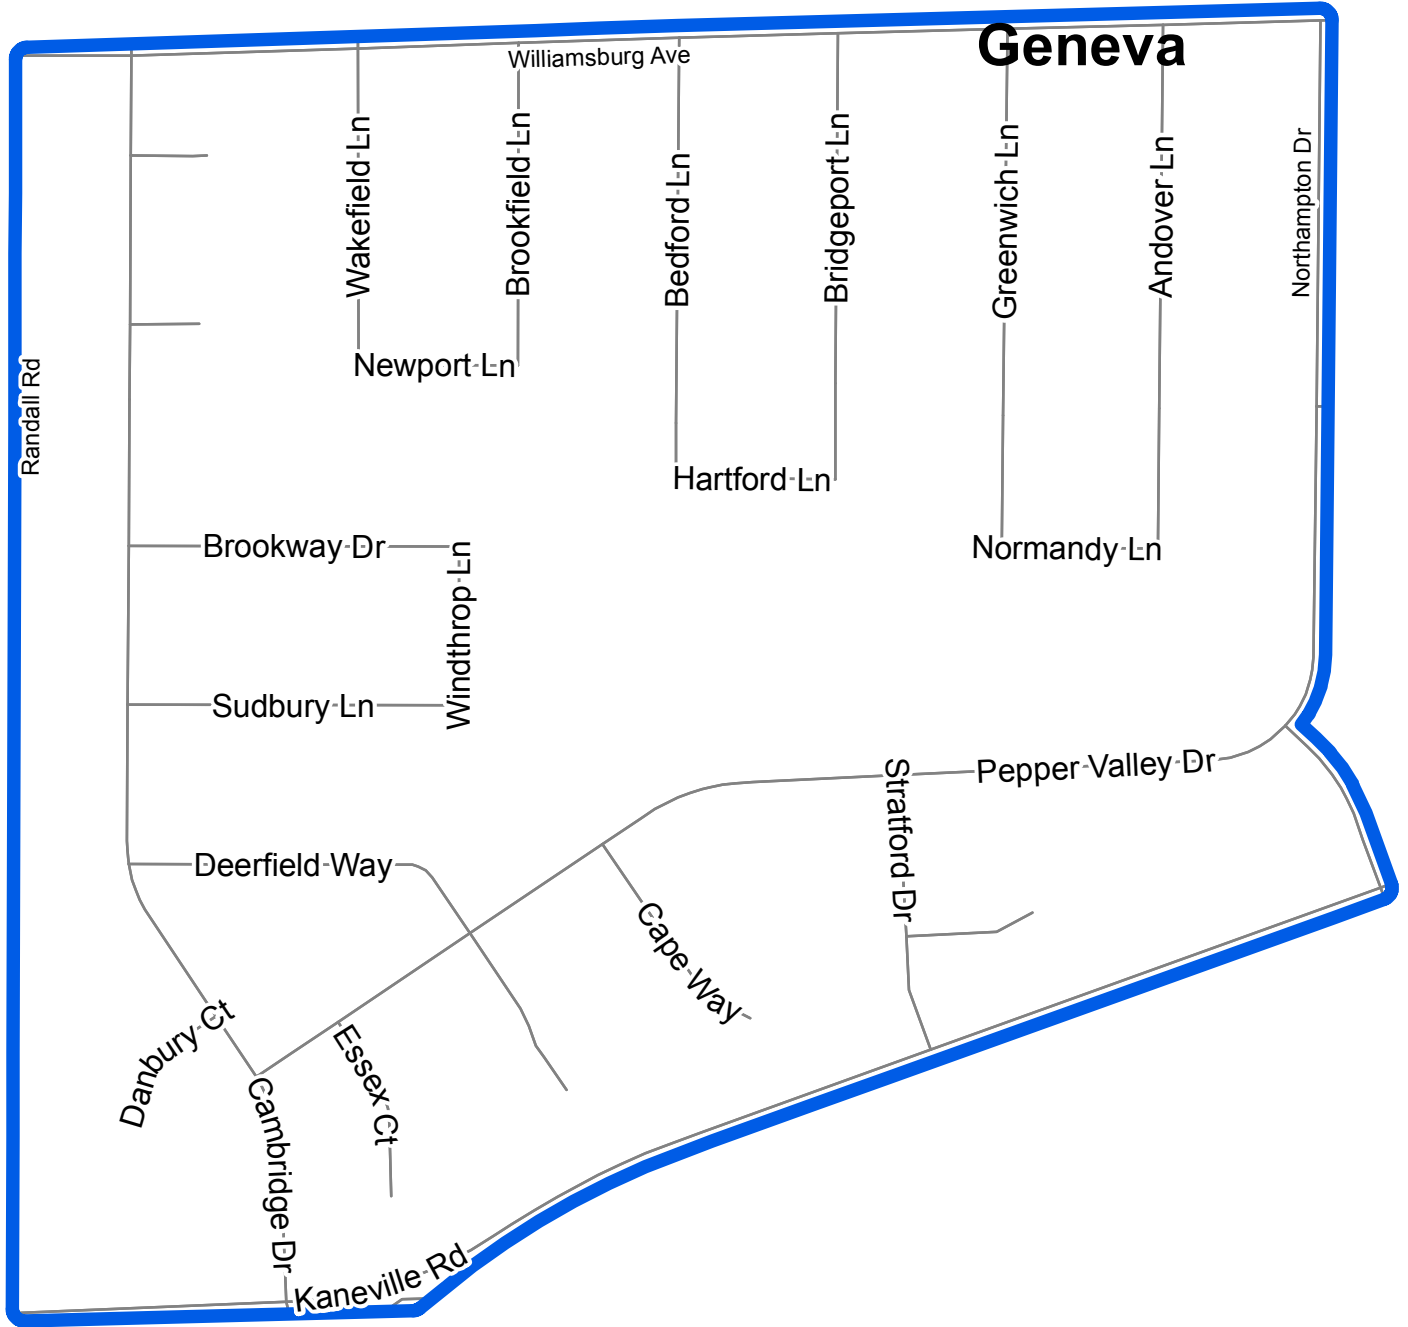 Geneva
Williamsburg Ave
Wakefield Ln
Brookfield Ln
Bedford Ln
Bridgeport Ln
Greenwich Ln
Andover Ln
Northampton Dr
Randall Rd
Newport Ln
Hartford Ln
Normandy Ln
Brookway Dr
Windthrop Ln
Sudbury Ln
Pepper Valley Dr
Stratford Dr
Deerfield Way
Cape Way
Danbury Ct
Essex Ct
Cambridge Dr
Kaneville Rd